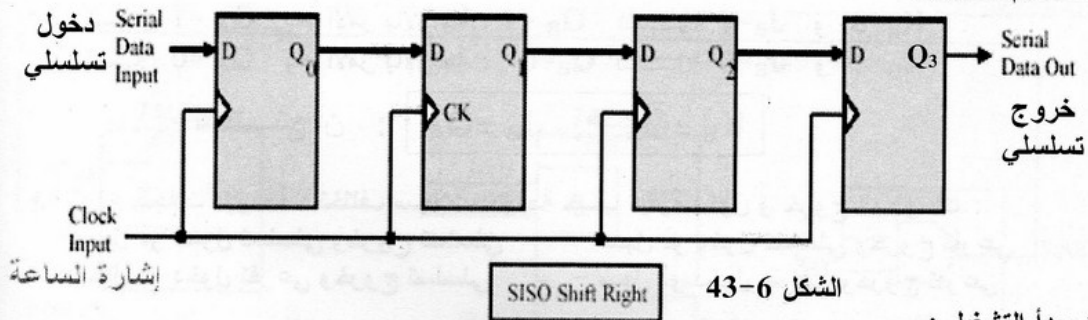 دخول
تسلسلي
Serial
Data
Input
D Q0
D Q1
CK
D Q2
D Q3
Serial
Data Out
خروج
تسلسلي
Clock
Input
إشارة الساعة
SISO Shift Right
الشكل 6-43